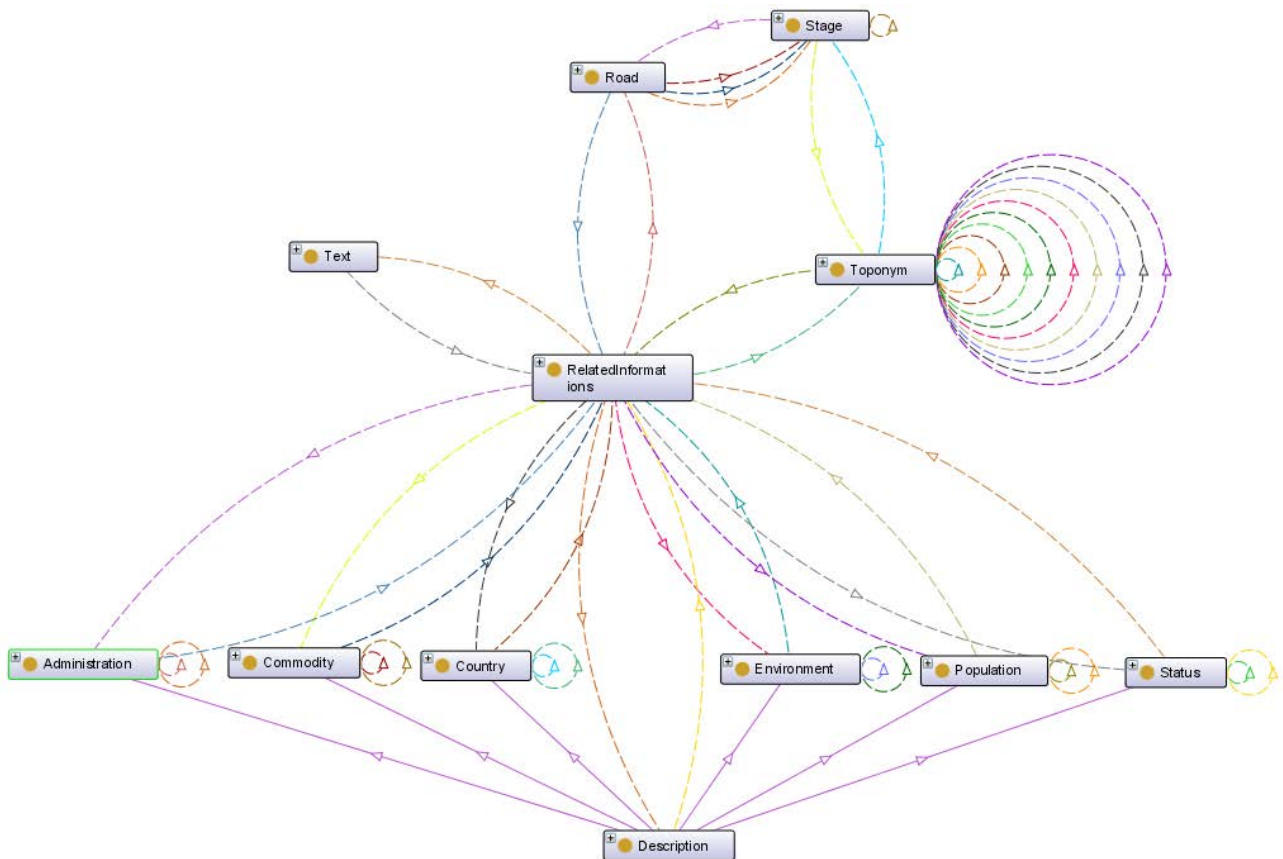 Stage
Road
Text
Toponym
RelatedInformat
ions
Administration
Commodity
Country
Environment
Population
Status
Description